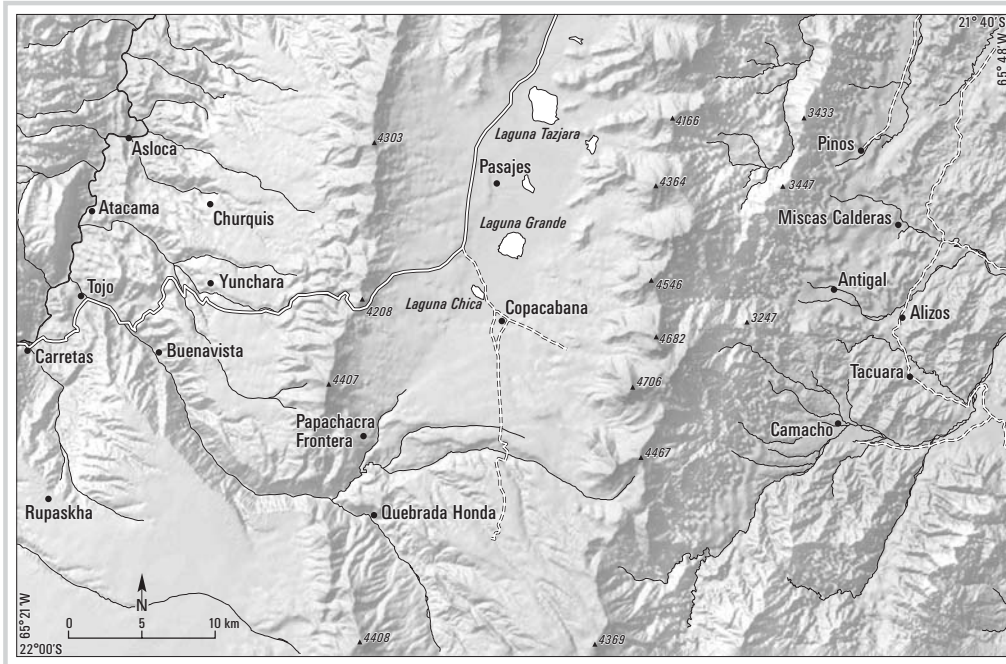 21° 40'S
65° 48'W
4303
Laguna Tazjara
4166
3433
Pinos
Asloca
Pasajes
4364
3447
Atacama
Churquis
Laguna Grande
Miscas Calderas
Yunchara
Tojo
4546
Antigal
Laguna Chica
4208
Copacabana
Alizos
3247
4682
Carretas
Buenavista
4407
4706
Tacuara
Papachacra
Frontera
Camacho
4467
Rupaskha
Quebrada Honda
N
0 5 10 km
65° 21'W
22°00'S
4408
4369